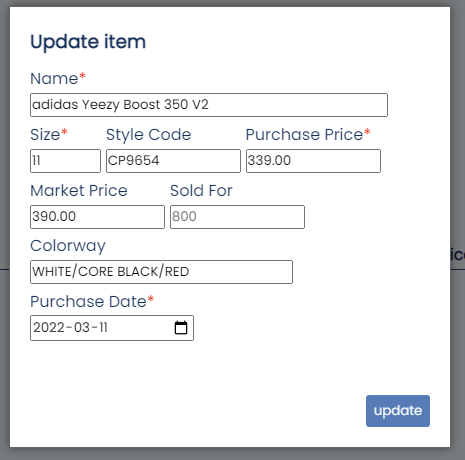 Update item
Name*
adidas Yeezy Boost 350 V2
Size* Style Code Purchase Price*
11 CP9654 339.00
Market Price Sold For
390.00 800
Colorway
WHITE/CORE BLACK/RED
Purchase Date*
2022-03-11
update